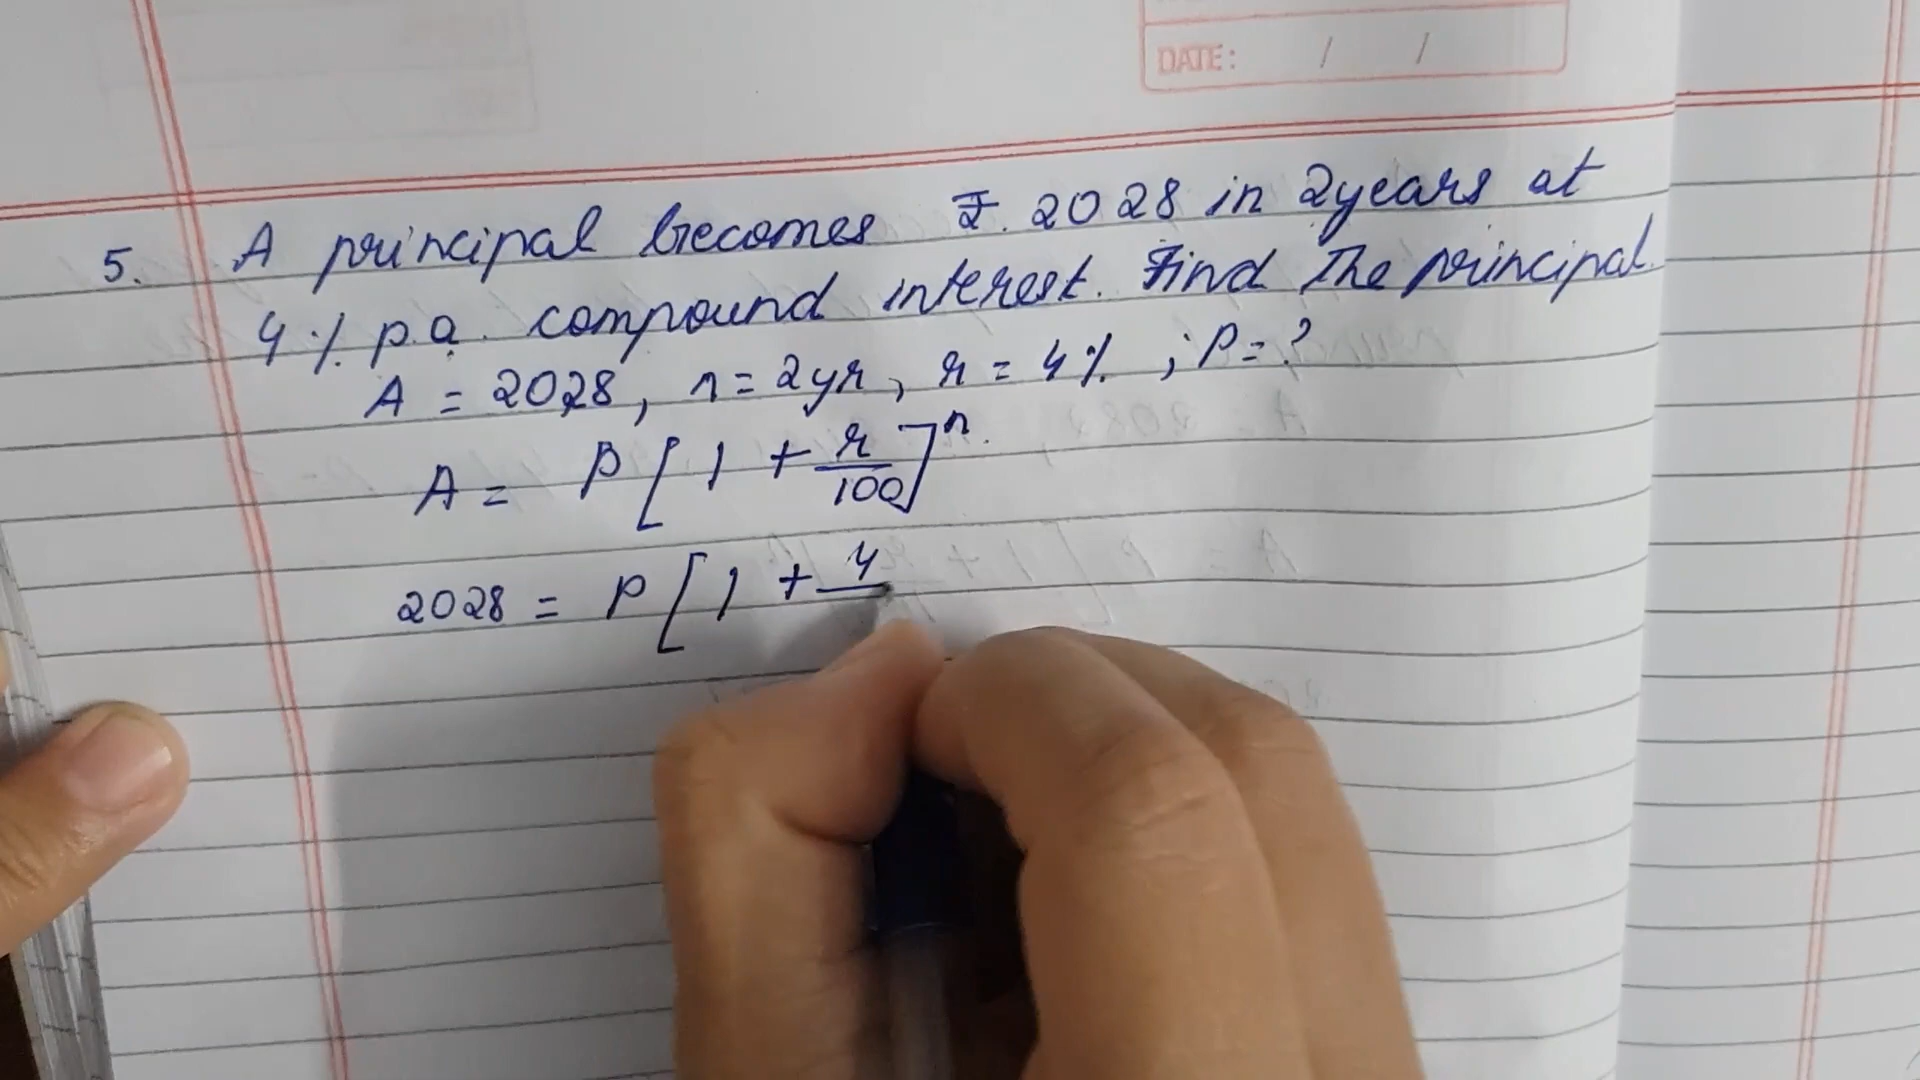 DATE: / /
5. A principal becomes ₹. 2028 in 2years at
4% p.a. compound interest. Find The principal.
A = 2028, n = 2yr, r = 4% ; P = ?
A = P [ 1 + r/100 ]ⁿ.
2028 = P [ 1 + 4/